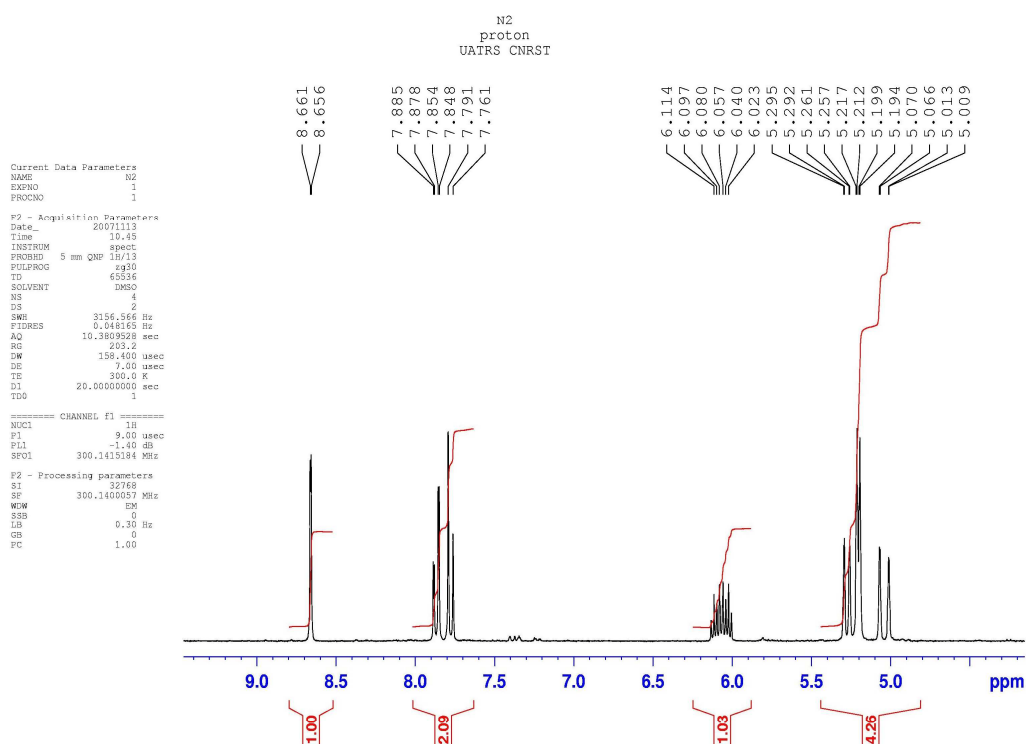 N2
proton
UATRS CNRST
8.661
8.656
7.885
7.878
7.854
7.848
7.791
7.761
6.114
6.097
6.080
6.057
6.040
6.023
5.295
5.292
5.261
5.257
5.217
5.212
5.199
5.194
5.070
5.066
5.013
5.009
Current Data Parameters
NAME N2
EXPNO 1
PROCNO 1
F2 - Acquisition Parameters
Date_ 20071113
Time 10.45
INSTRUM spect
PROBHD 5 mm QNP 1H/13
PULPROG zg30
TD 65536
SOLVENT DMSO
NS 4
DS 2
SWH 3156.566 Hz
FIDRES 0.048165 Hz
AQ 10.3809528 sec
RG 203.2
DW 158.400 usec
DE 7.00 usec
TE 300.0 K
D1 20.00000000 sec
TD0 1
======== CHANNEL f1 ========
NUC1 1H
P1 9.00 usec
PL1 -1.40 dB
SFO1 300.1415184 MHz
F2 - Processing parameters
SI 32768
SF 300.1400057 MHz
WDW EM
SSB 0
LB 0.30 Hz
GB 0
PC 1.00
9.0 8.5 8.0 7.5 7.0 6.5 6.0 5.5 5.0 ppm
1.00 2.09 1.03 4.26